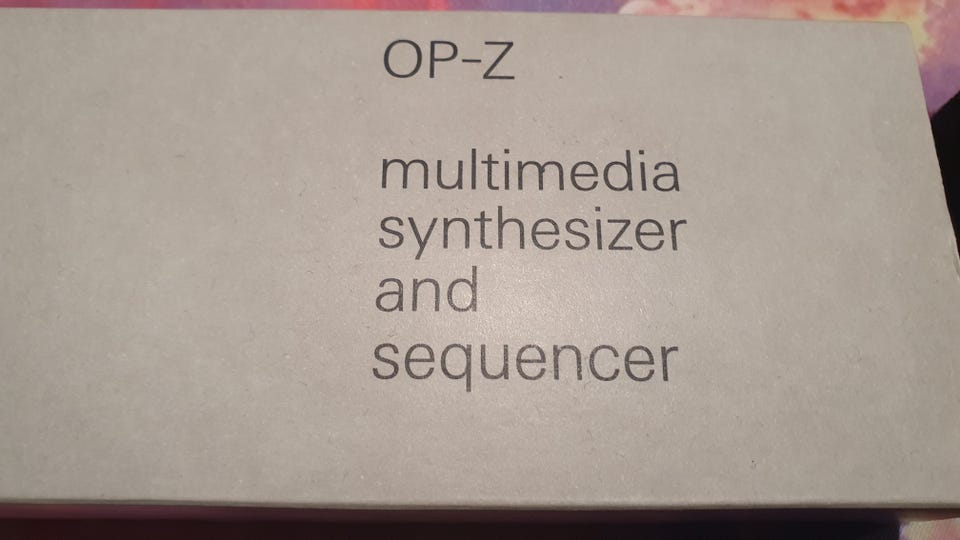 OP-Z
multimedia
synthesizer
and
sequencer